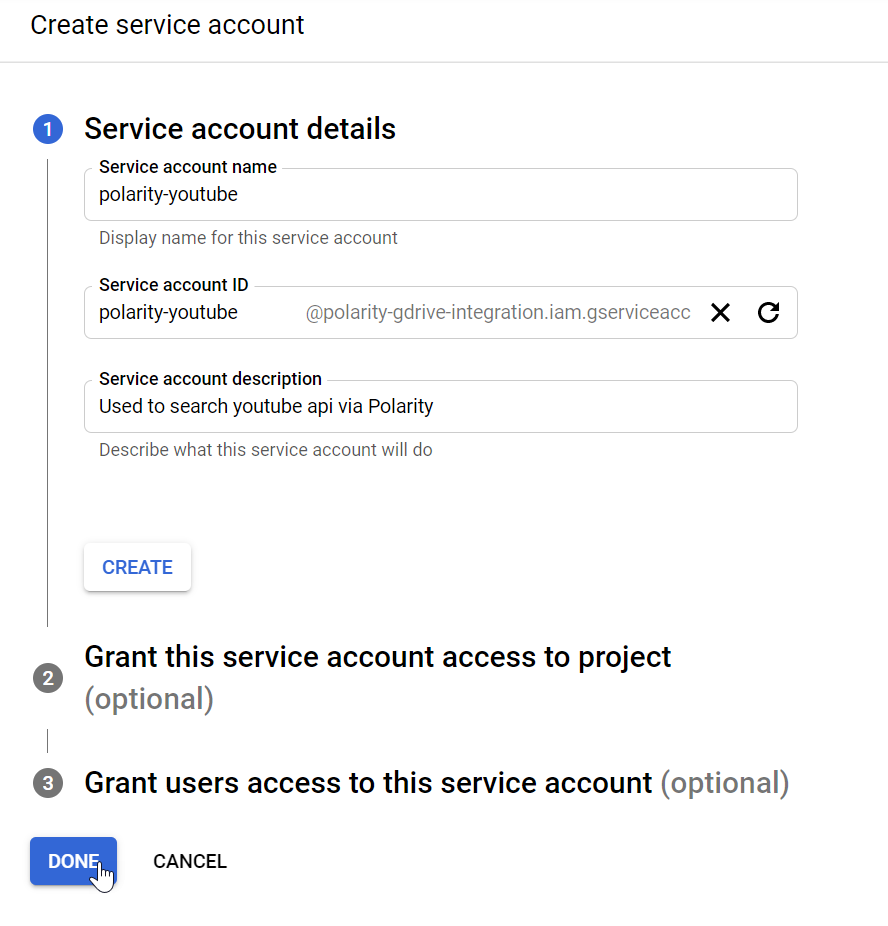 Create service account
1 Service account details
Service account name
polarity-youtube
Display name for this service account
Service account ID
polarity-youtube @polarity-gdrive-integration.iam.gserviceacc
Service account description
Used to search youtube api via Polarity
Describe what this service account will do
CREATE
2 Grant this service account access to project
(optional)
3 Grant users access to this service account (optional)
DONE CANCEL